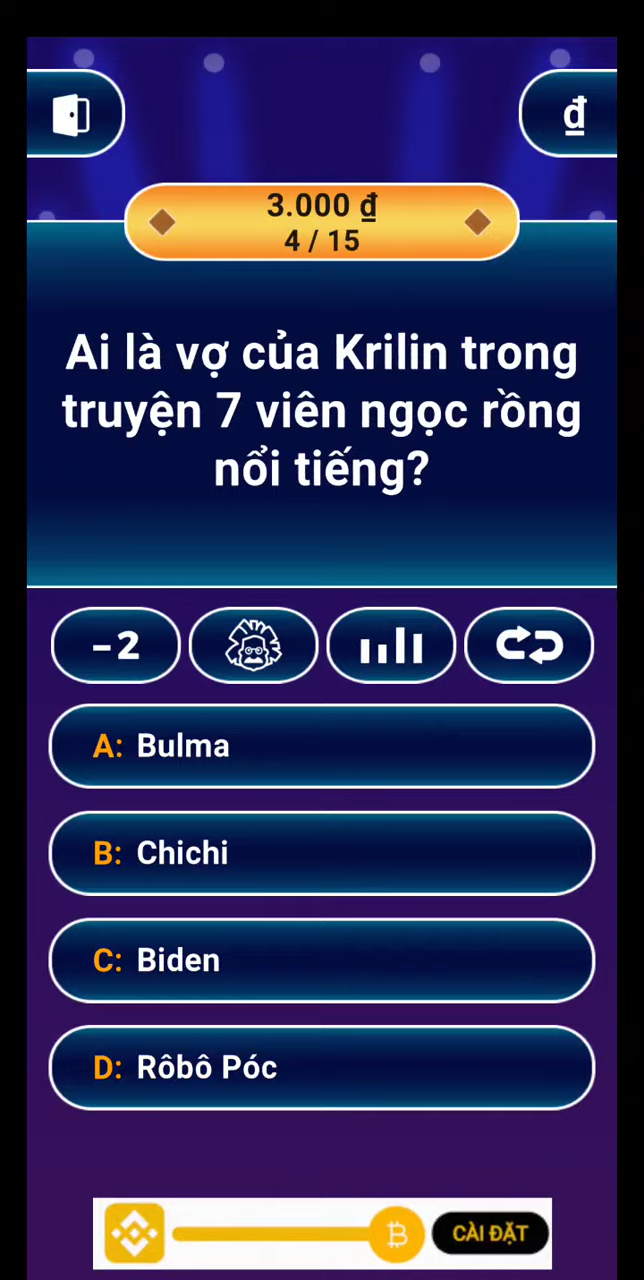 ₫
3.000 ₫
4 / 15
Ai là vợ của Krilin trong
truyện 7 viên ngọc rồng
nổi tiếng?
-2
A: Bulma
B: Chichi
C: Biden
D: Rôbô Póc
CÀI ĐẶT